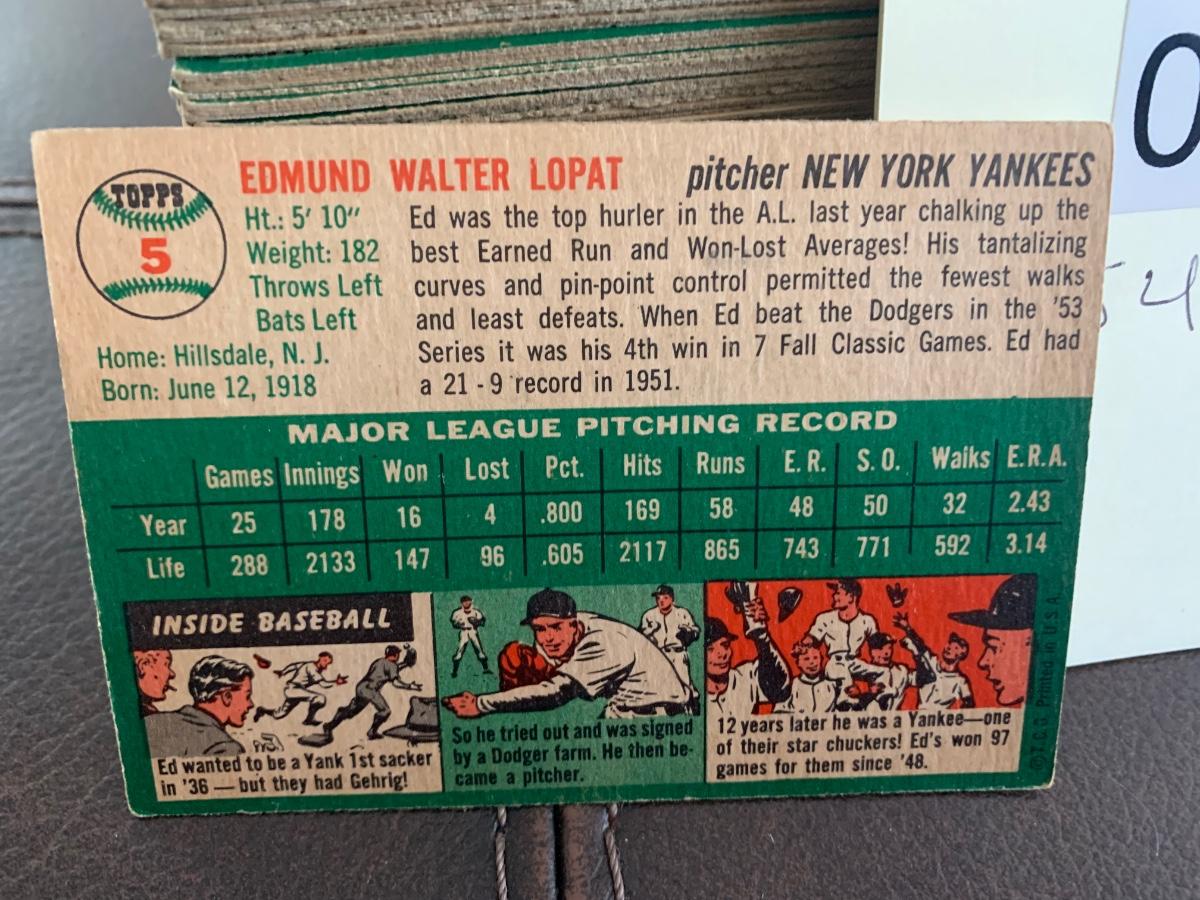 TOPPS
5
EDMUND WALTER LOPAT
pitcher NEW YORK YANKEES
Ht.: 5' 10"
Weight: 182
Throws Left
Bats Left
Home: Hillsdale, N. J.
Born: June 12, 1918
Ed was the top hurler in the A.L. last year chalking up the
best Earned Run and Won-Lost Averages! His tantalizing
curves and pin-point control permitted the fewest walks
and least defeats. When Ed beat the Dodgers in the '53
Series it was his 4th win in 7 Fall Classic Games. Ed had
a 21 - 9 record in 1951.
MAJOR LEAGUE PITCHING RECORD
Games Innings Won Lost Pct. Hits Runs E. R. S. O. Walks E.R.A.
Year 25 178 16 4 .800 169 58 48 50 32 2.43
Life 288 2133 147 96 .605 2117 865 743 771 592 3.14
INSIDE BASEBALL
Ed wanted to be a Yank 1st sacker
in '36 — but they had Gehrig!
So he tried out and was signed
by a Dodger farm. He then be-
came a pitcher.
12 years later he was a Yankee—one
of their star chuckers! Ed's won 97
games for them since '48.
©T.C.G. Printed in U.S.A.
0
54